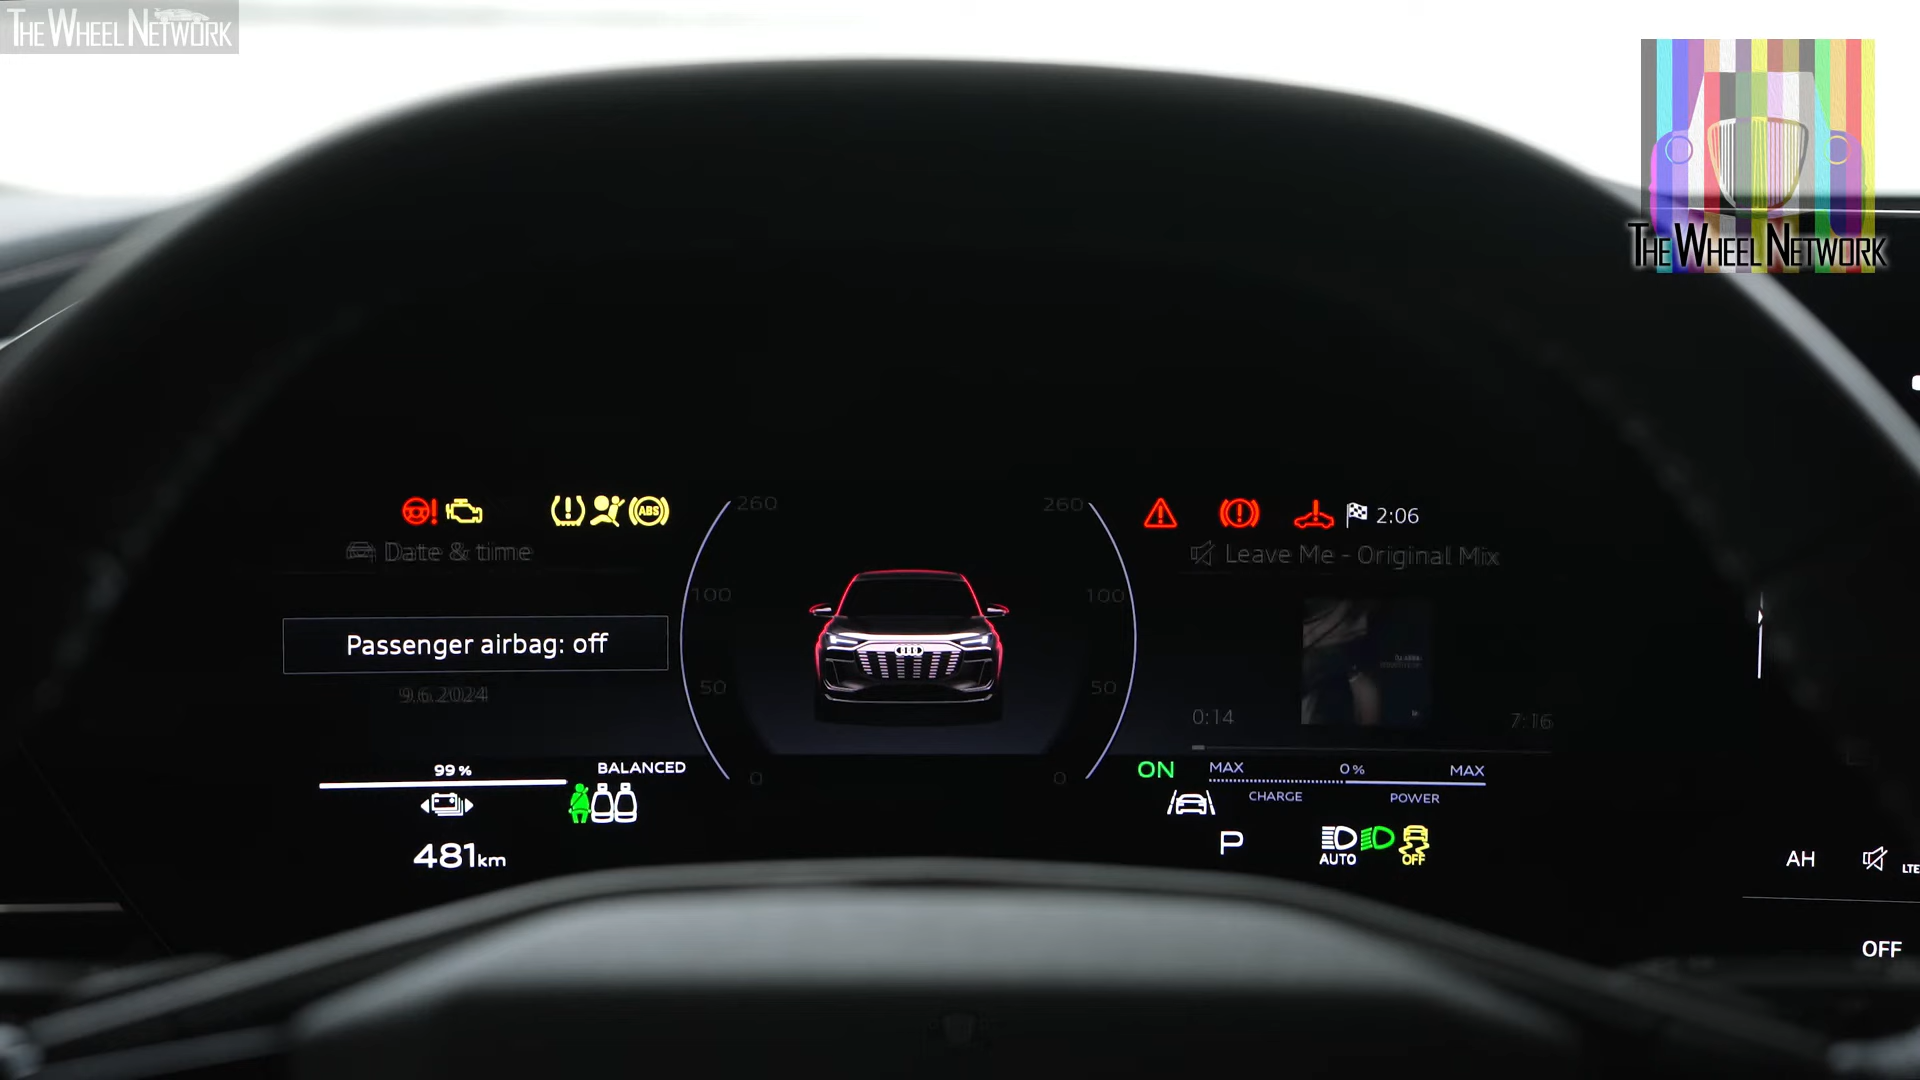 THE WHEEL NETWORK
THE WHEEL NETWORK
ABS
2:06
Date & time
Leave Me - Original Mix
260
260
100
100
50
50
0
0
Passenger airbag: off
9.6.2024
0:14
7:16
99 %
BALANCED
481km
ON
MAX
0 %
MAX
CHARGE
POWER
P
AUTO
OFF
AH
LTE
OFF